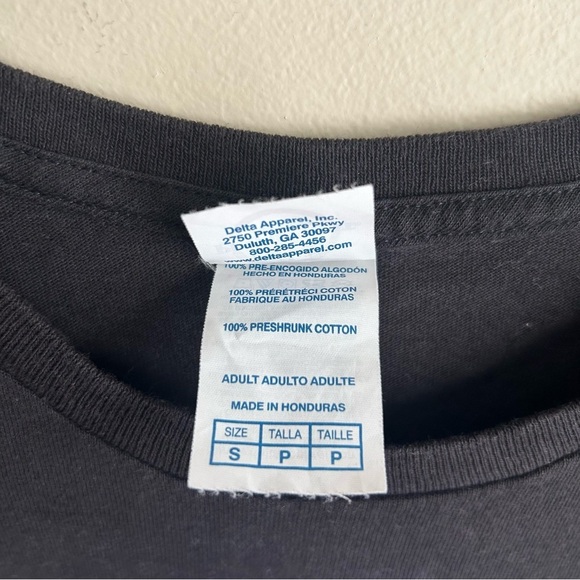 Delta Apparel, Inc.
2750 Premiere Pkwy
Duluth, GA 30097
800-285-4456
www.deltaapparel.com
100% PRE-ENCOGIDO ALGODÓN
HECHO EN HONDURAS
100% PRÉRÉTRÉCI COTON
FABRIQUE AU HONDURAS
100% PRESHRUNK COTTON
ADULT ADULTO ADULTE
MADE IN HONDURAS
SIZE TALLA TAILLE
S P P